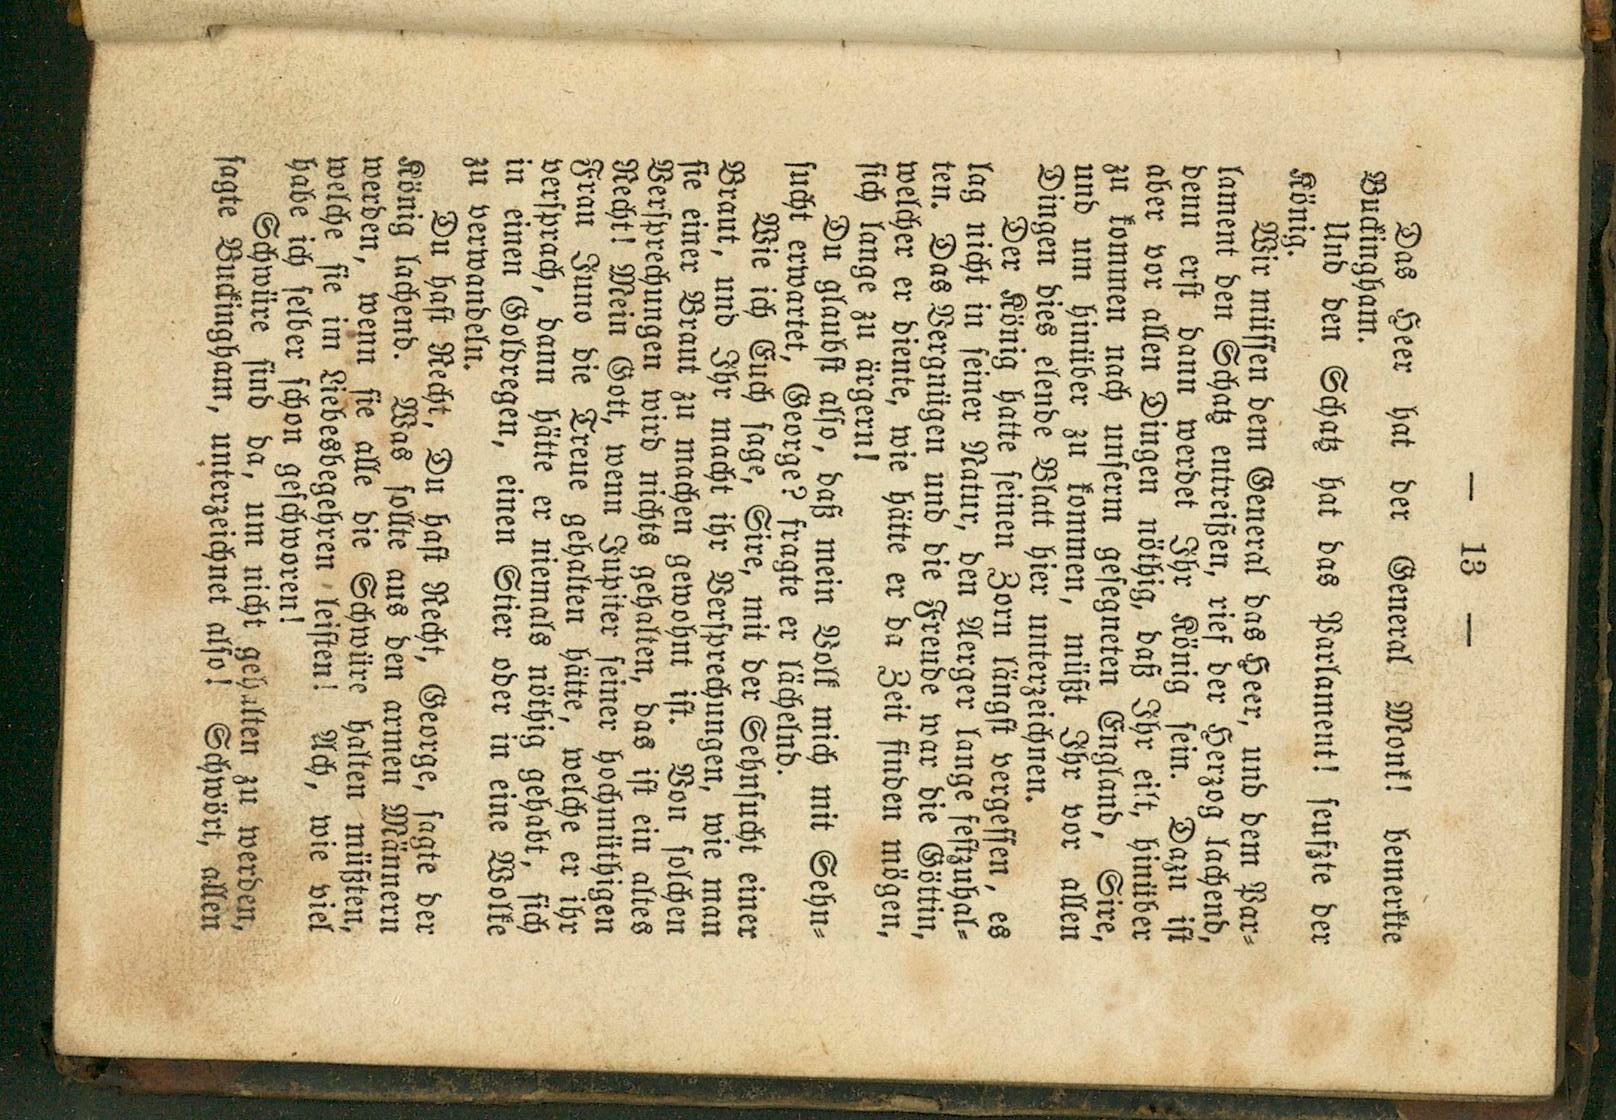 — 13 —
Das Heer hat der General Monk! bemerkte
Buckingham.
Und den Schatz hat das Parlament! seufzte der
König.
Wir müssen dem General das Heer, und dem Par-
lament den Schatz entreißen, rief der Herzog lachend,
denn erst dann werdet Ihr König sein. Dazu ist
aber vor allen Dingen nöthig, daß Ihr eilt, hinüber
zu kommen nach unserm gesegneten England, Sire,
und um hinüber zu kommen, müßt Ihr vor allen
Dingen dies elende Blatt hier unterzeichnen.
Der König hatte seinen Zorn längst vergessen, es
lag nicht in seiner Natur, den Aerger lange festzuhal-
ten. Das Vergnügen und die Freude war die Göttin,
welcher er diente, wie hätte er da Zeit finden mögen,
sich lange zu ärgern!
Du glaubst also, daß mein Volk mich mit Sehn-
sucht erwartet, George? fragte er lächelnd.
Wie ich Euch sage, Sire, mit der Sehnsucht einer
Braut, und Ihr macht ihr Versprechungen, wie man
sie einer Braut zu machen gewohnt ist. Von solchen
Versprechungen wird nichts gehalten, das ist ein altes
Recht! Mein Gott, wenn Jupiter seiner hochmüthigen
Frau Juno die Treue gehalten hätte, welche er ihr
versprach, dann hätte er niemals nöthig gehabt, sich
in einen Goldregen, einen Stier oder in eine Wolke
zu verwandeln.
Du hast Recht, Du hast Recht, George, sagte der
König lachend. Was sollte aus den armen Männern
werden, wenn sie alle die Schwüre halten müßten,
welche sie im Liebesbegehren leisten! Ach, wie viel
habe ich selber schon geschworen!
Schwüre sind da, um nicht gehalten zu werden,
sagte Buckingham, unterzeichnet also! Schwört, allen